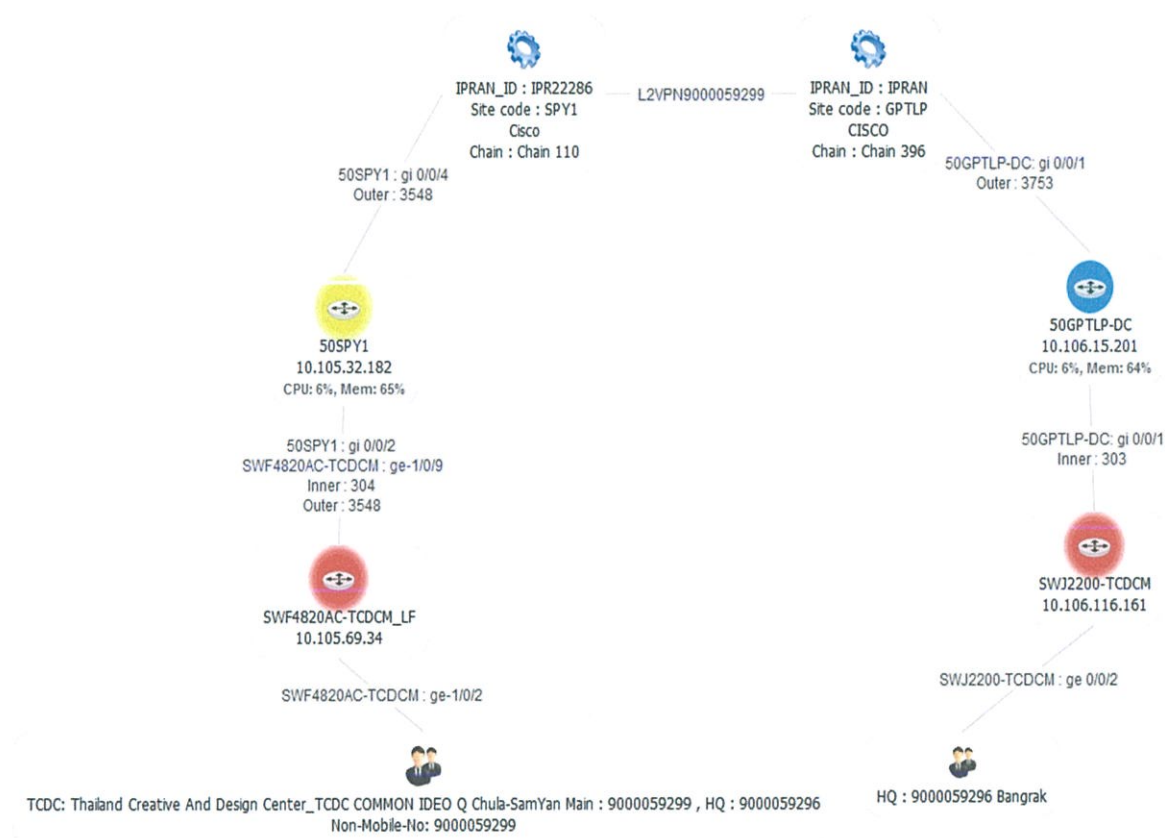 IPRAN_ID : IPR22286
Site code : SPY1
Cisco
Chain : Chain 110
L2VPN9000059299
IPRAN_ID : IPRAN
Site code : GPTLP
CISCO
Chain : Chain 396
50SPY1 : gi 0/0/4
Outer : 3548
50GPTLP-DC: gi 0/0/1
Outer : 3753
50SPY1
10.105.32.182
CPU: 6%, Mem: 65%
50GPTLP-DC
10.106.15.201
CPU: 6%, Mem: 64%
50SPY1 : gi 0/0/2
SWF4820AC-TCDCM : ge-1/0/9
Inner : 304
Outer : 3548
50GPTLP-DC: gi 0/0/1
Inner : 303
SWF4820AC-TCDCM_LF
10.105.69.34
SWJ2200-TCDCM
10.106.116.161
SWF4820AC-TCDCM : ge-1/0/2
SWJ2200-TCDCM : ge 0/0/2
TCDC: Thailand Creative And Design Center_TCDC COMMON IDEO Q Chula-SamYan Main : 9000059299 , HQ : 9000059296
Non-Mobile-No: 9000059299
HQ : 9000059296 Bangrak